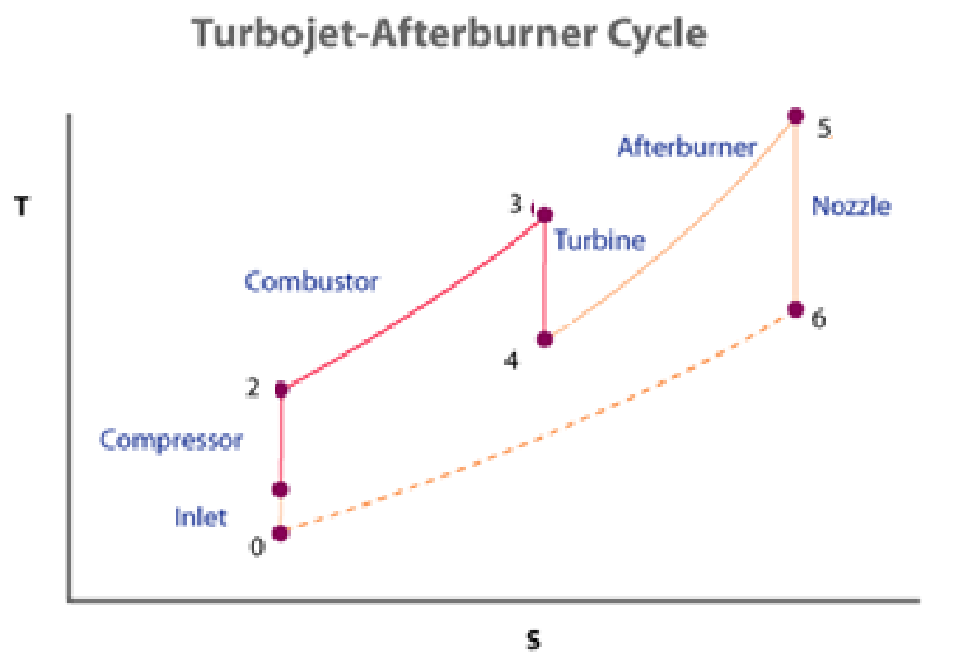 Turbojet-Afterburner Cycle
5
Afterburner
T
3
Nozzle
Turbine
Combustor
6
4
2
Compressor
Inlet
0
S